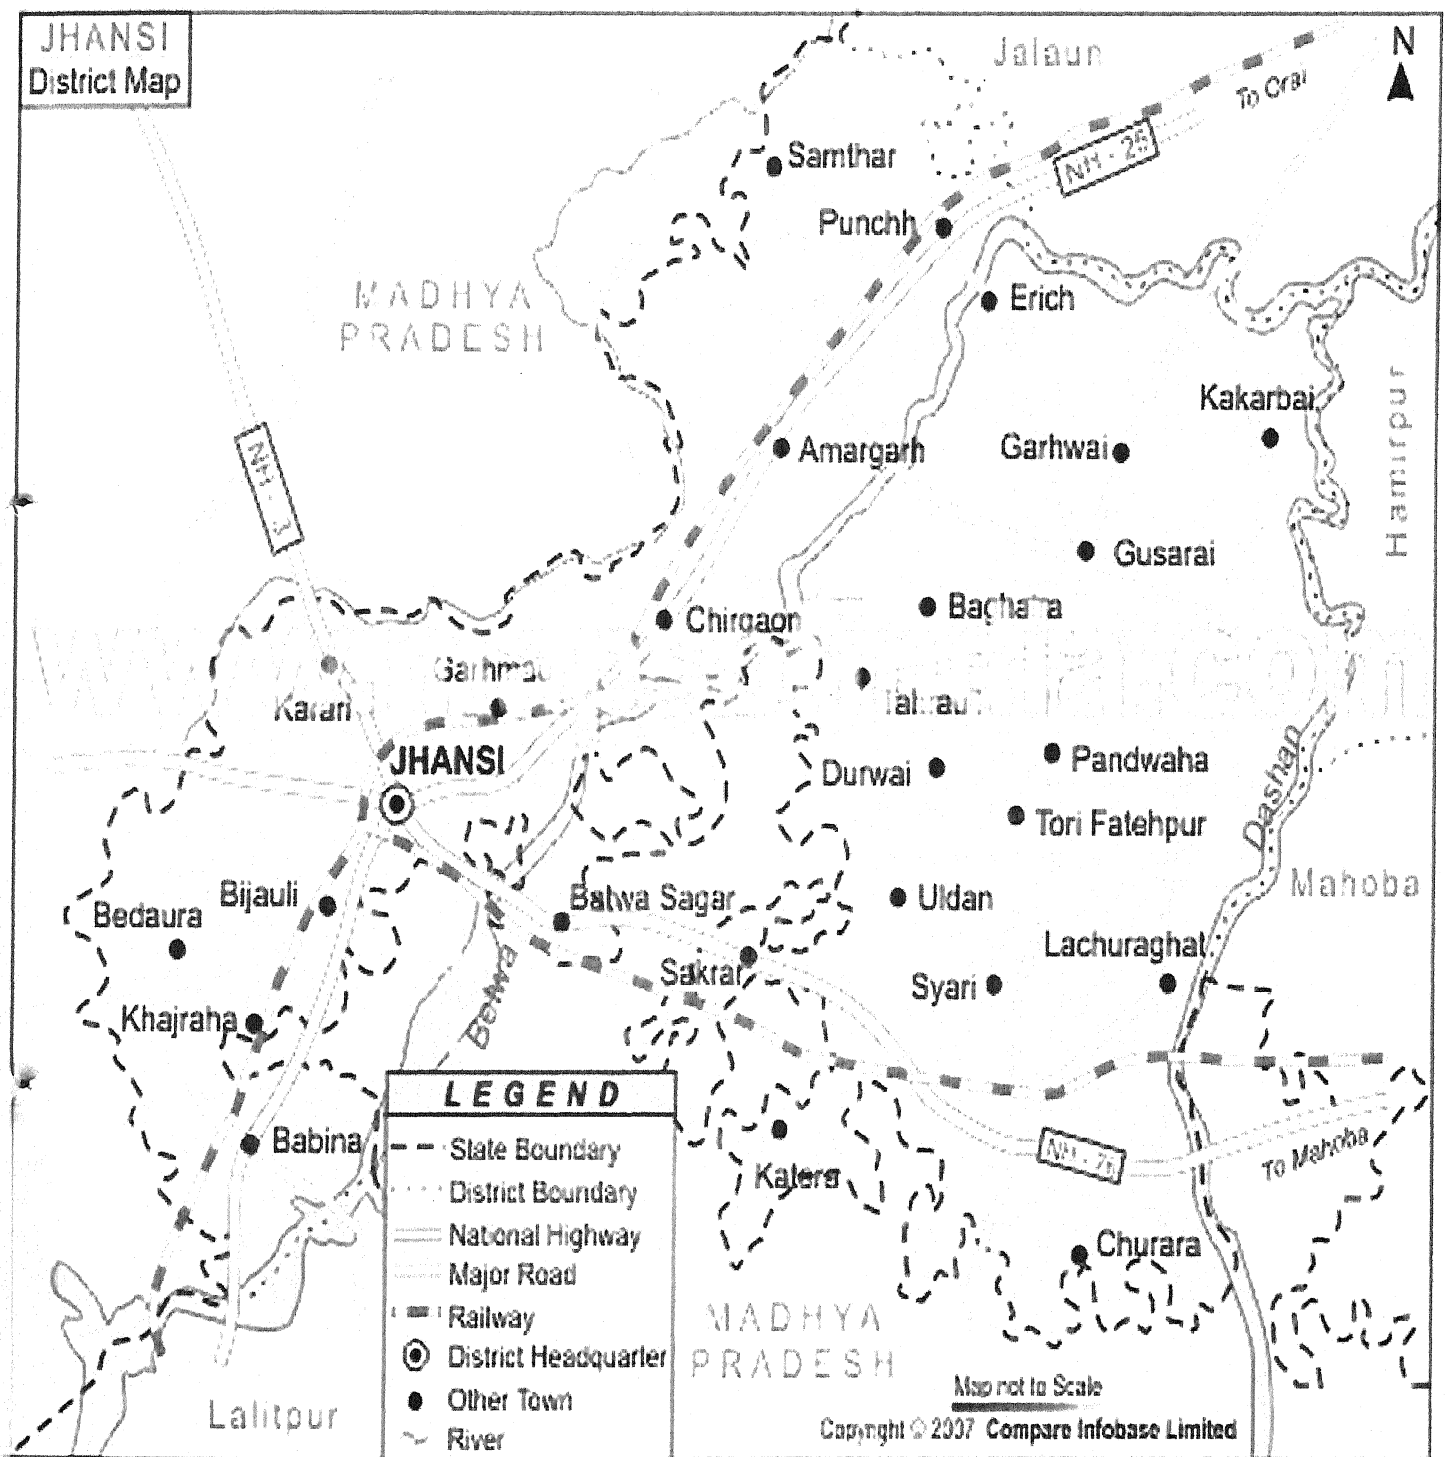 JHANSI
District Map
Jalaun
N
To Orai
NH - 25
Samthar
Punchh
MADHYA
PRADESH
Erich
Kakarbai
Hamirpur
Amargarh
Garhwai
NH - 3
Gusarai
Chirgaon
Karari
JHANSI
Durwai
Pandwaha
Dashan
Tori Fatehpur
Mahoba
Bijauli
Bedaura
Batwa Sagar
Uldan
Lachuraghat
Sakrar
Syari
Betwa
Khajraha
Babina
Katera
To Mahoba
Churara
MADHYA
PRADESH
Lalitpur
LEGEND
State Boundary
District Boundary
National Highway
Major Road
Railway
District Headquarter
Other Town
River
Map not to Scale
Copyright © 2007 Compare Infobase Limited